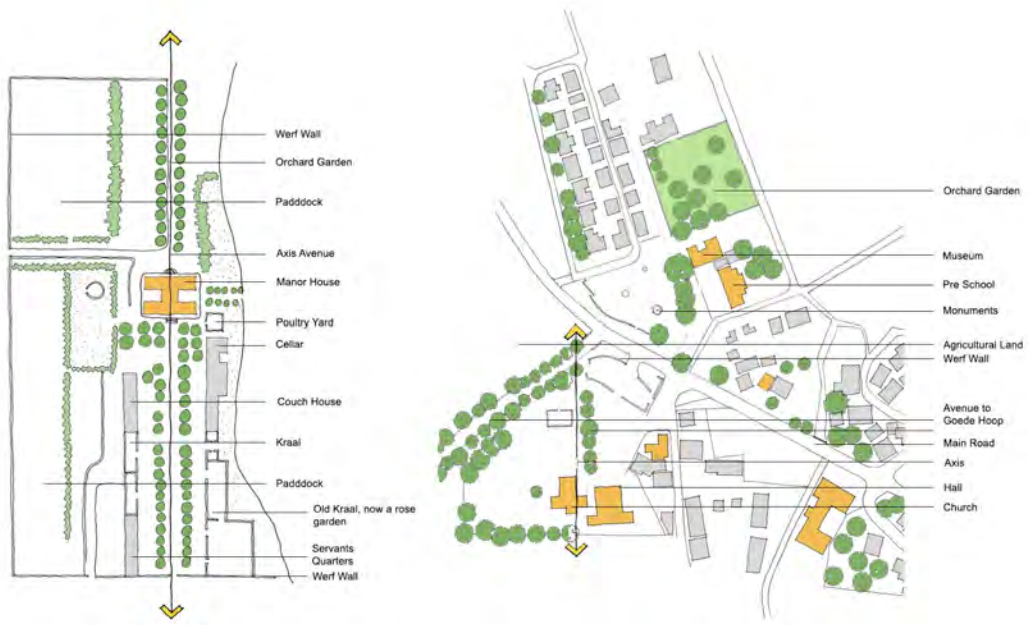 Werf Wall
Orchard Garden
Padddock
Axis Avenue
Manor House
Poultry Yard
Cellar
Couch House
Kraal
Padddock
Old Kraal, now a rose
garden
Servants
Quarters
Werf Wall
Orchard Garden
Museum
Pre School
Monuments
Agricultural Land
Werf Wall
Avenue to
Goede Hoop
Main Road
Axis
Hall
Church